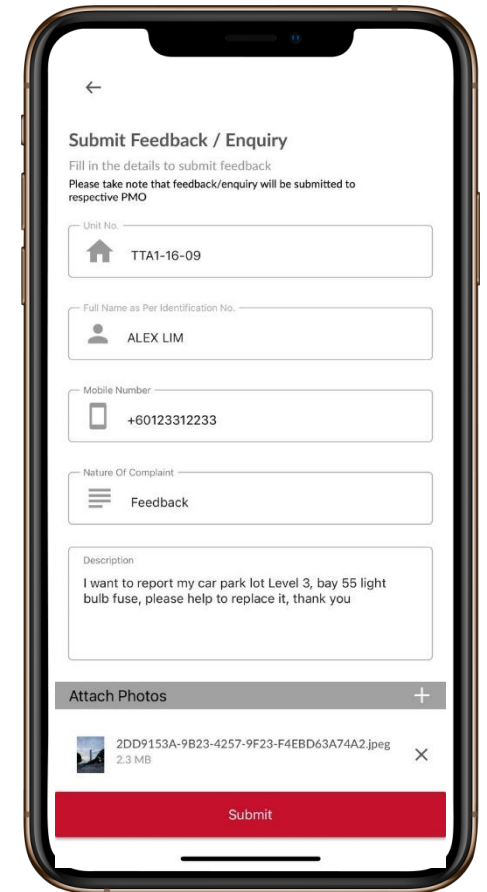 Submit Feedback / Enquiry
Fill in the details to submit feedback
Please take note that feedback/enquiry will be submitted to
respective PMO
Unit No.
TTA1-16-09
Full Name as Per Identification No.
ALEX LIM
Mobile Number
+60123312233
Nature Of Complaint
Feedback
Description
I want to report my car park lot Level 3, bay 55 light
bulb fuse, please help to replace it, thank you
Attach Photos
2DD9153A-9B23-4257-9F23-F4EBD63A74A2.jpeg
2.3 MB
Submit